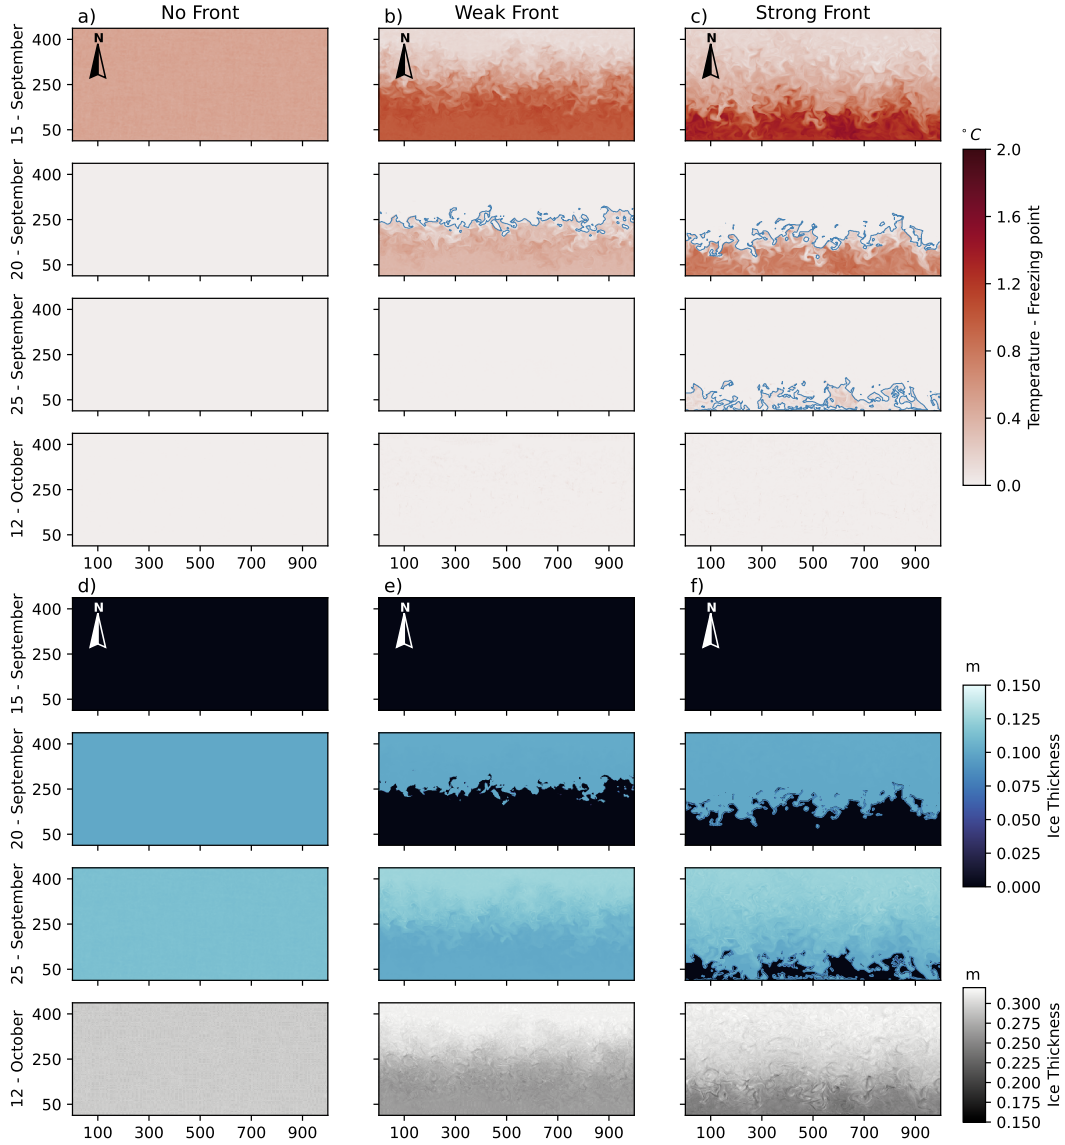 a) No Front
b) Weak Front
c) Strong Front
15 - September
400
250
50
N
N
N
20 - September
400
250
50
25 - September
400
250
50
12 - October
400
250
50
100 300 500 700 900
100 300 500 700 900
100 300 500 700 900
°C
2.0
1.6
1.2
0.8
0.4
0.0
Temperature - Freezing point
d)
e)
f)
15 - September
400
250
50
N
N
N
20 - September
400
250
50
25 - September
400
250
50
12 - October
400
250
50
100 300 500 700 900
100 300 500 700 900
100 300 500 700 900
m
0.150
0.125
0.100
0.075
0.050
0.025
0.000
Ice Thickness
m
0.300
0.275
0.250
0.225
0.200
0.175
0.150
Ice Thickness